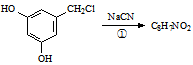 HO
CH₂Cl
NaCN
①
C₈H₇NO₂
OH